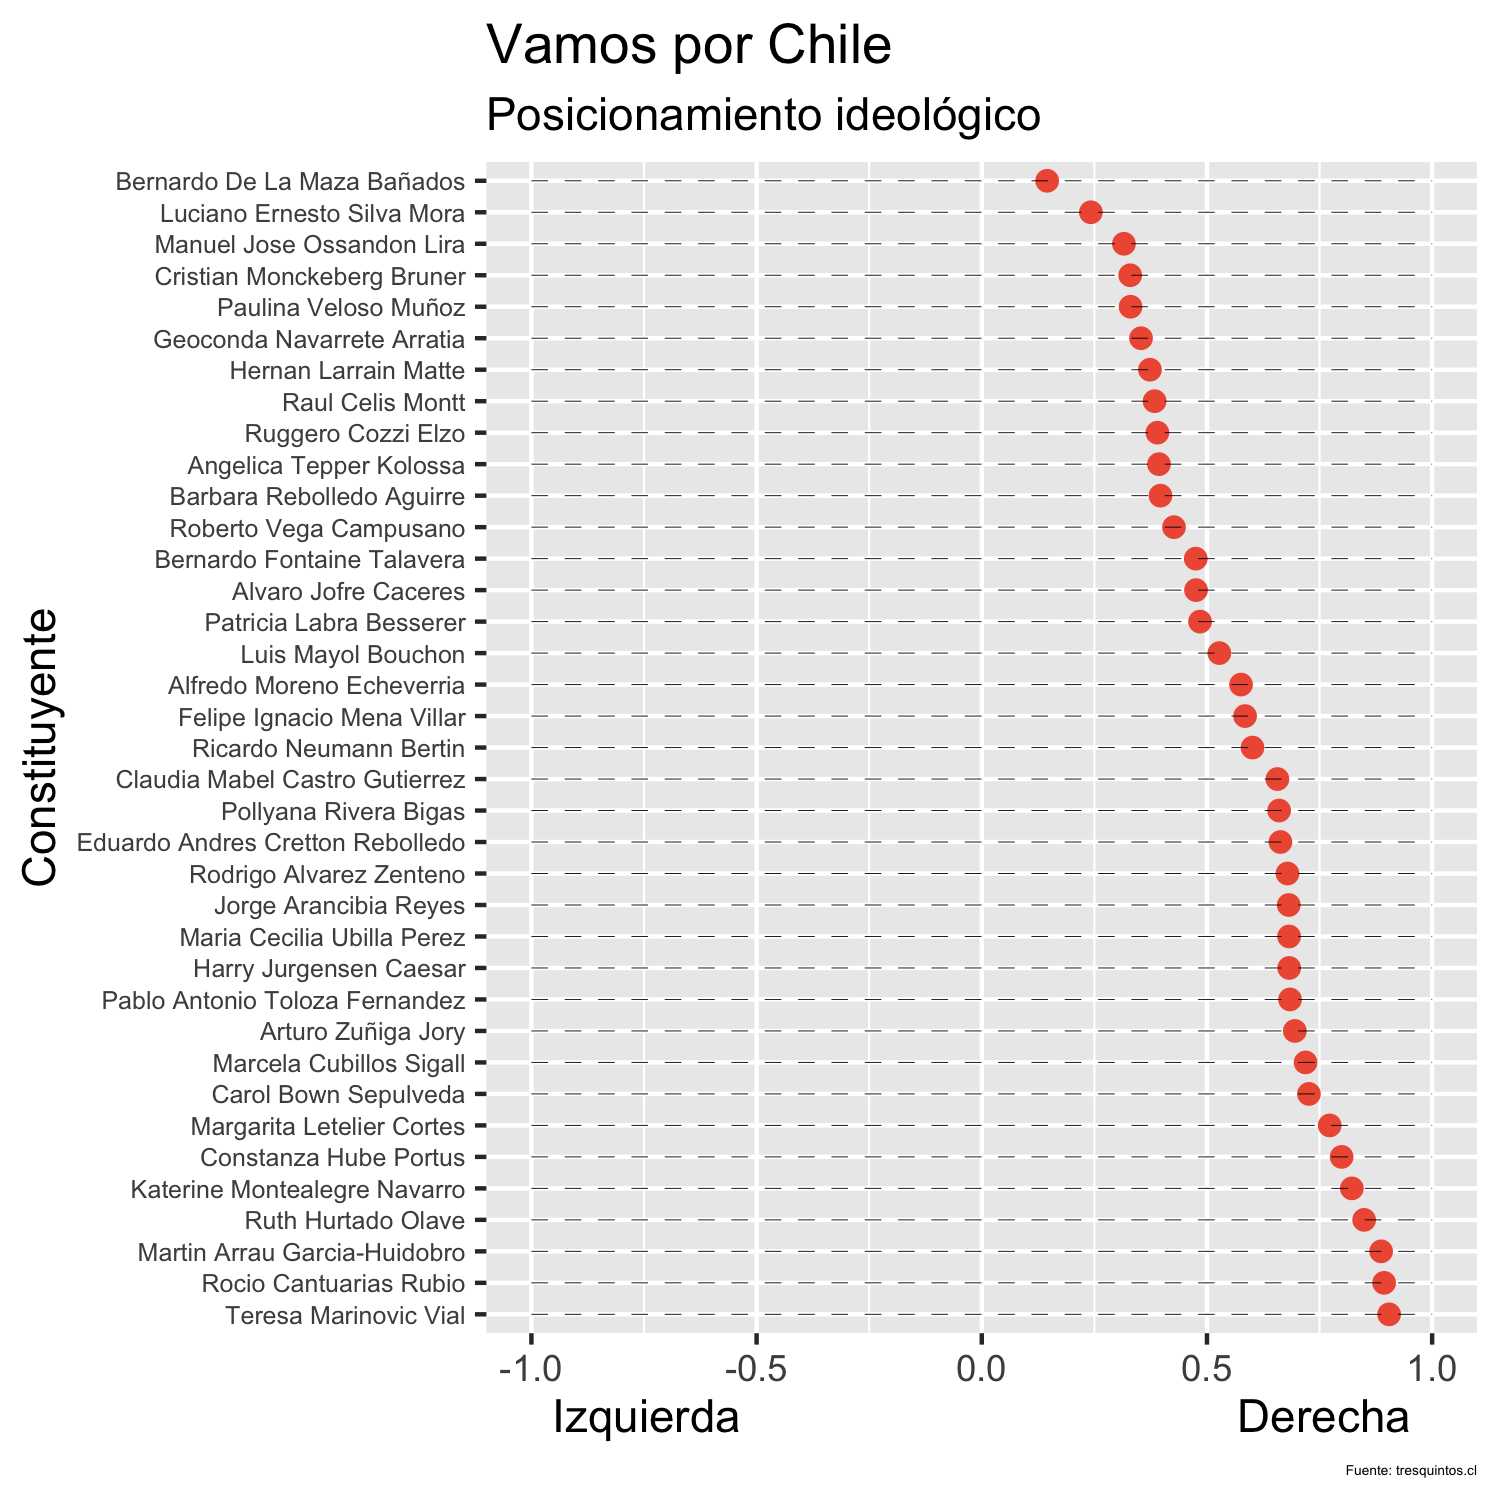 Vamos por Chile
Posicionamiento ideológico
Constituyente
Bernardo De La Maza Bañados
Luciano Ernesto Silva Mora
Manuel Jose Ossandon Lira
Cristian Monckeberg Bruner
Paulina Veloso Muñoz
Geoconda Navarrete Arratia
Hernan Larrain Matte
Raul Celis Montt
Ruggero Cozzi Elzo
Angelica Tepper Kolossa
Barbara Rebolledo Aguirre
Roberto Vega Campusano
Bernardo Fontaine Talavera
Alvaro Jofre Caceres
Patricia Labra Besserer
Luis Mayol Bouchon
Alfredo Moreno Echeverria
Felipe Ignacio Mena Villar
Ricardo Neumann Bertin
Claudia Mabel Castro Gutierrez
Pollyana Rivera Bigas
Eduardo Andres Cretton Rebolledo
Rodrigo Alvarez Zenteno
Jorge Arancibia Reyes
Maria Cecilia Ubilla Perez
Harry Jurgensen Caesar
Pablo Antonio Toloza Fernandez
Arturo Zuñiga Jory
Marcela Cubillos Sigall
Carol Bown Sepulveda
Margarita Letelier Cortes
Constanza Hube Portus
Katerine Montealegre Navarro
Ruth Hurtado Olave
Martin Arrau Garcia-Huidobro
Rocio Cantuarias Rubio
Teresa Marinovic Vial
-1.0 -0.5 0.0 0.5 1.0
Izquierda Derecha
Fuente: tresquintos.cl